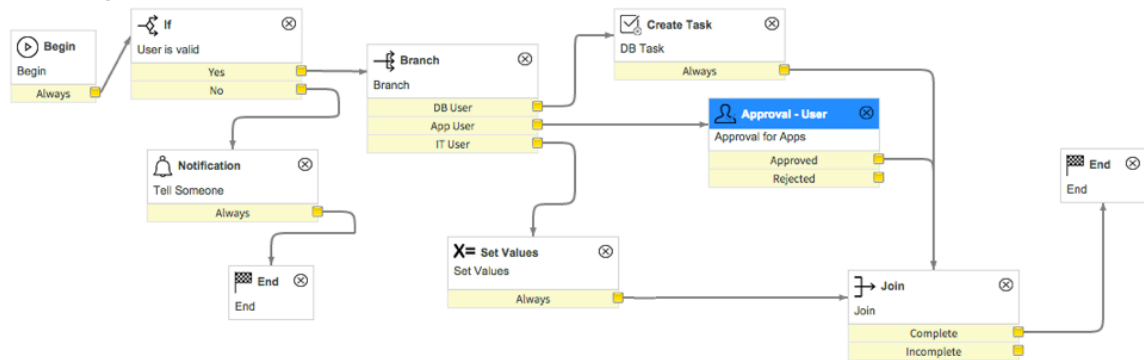 Begin
Begin
Always
If
User is valid
Yes
No
Notification
Tell Someone
Always
End
End
Branch
Branch
DB User
App User
IT User
Create Task
DB Task
Always
Approval - User
Approval for Apps
Approved
Rejected
X= Set Values
Set Values
Always
Join
Join
Complete
Incomplete
End
End